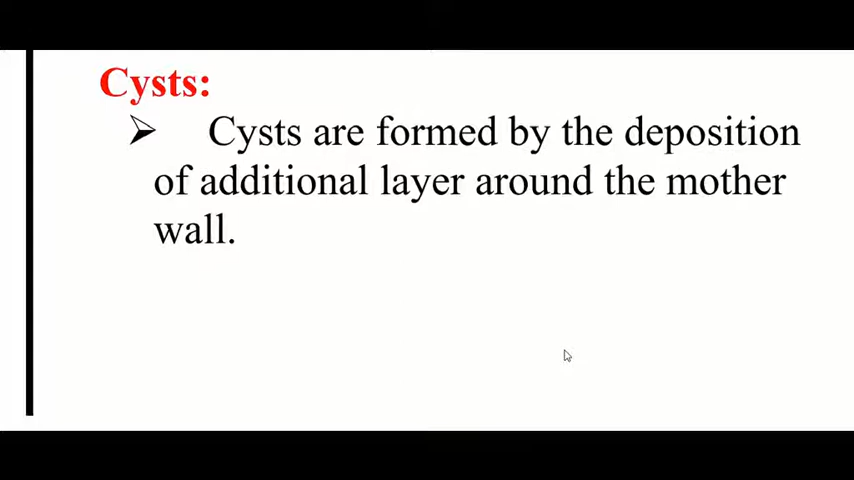 Cysts:
➢ Cysts are formed by the deposition
of additional layer around the mother
wall.